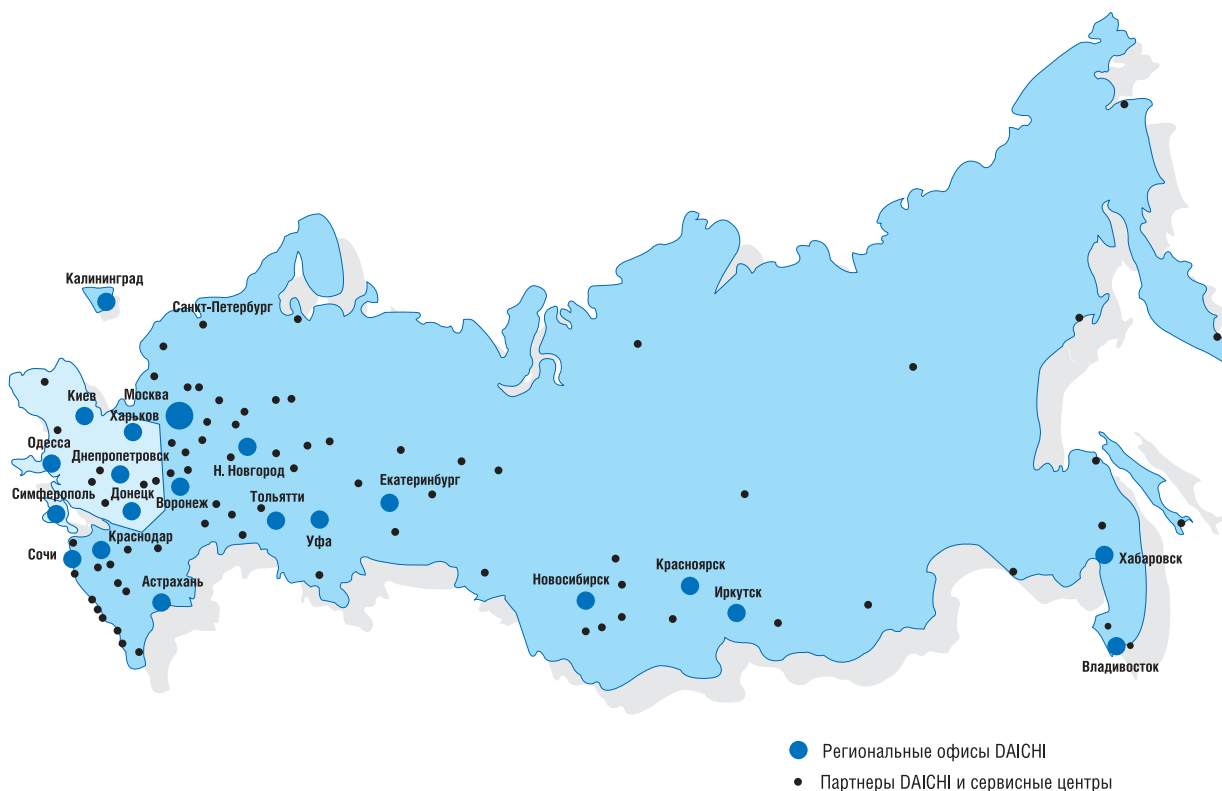 Калининград
Санкт-Петербург
Киев
Москва
Харьков
Одесса
Днепропетровск
Н. Новгород
Екатеринбург
Симферополь
Донецк
Воронеж
Тольятти
Уфа
Краснодар
Сочи
Астрахань
Новосибирск
Красноярск
Иркутск
Хабаровск
Владивосток
Региональные офисы DAICHI
Партнеры DAICHI и сервисные центры